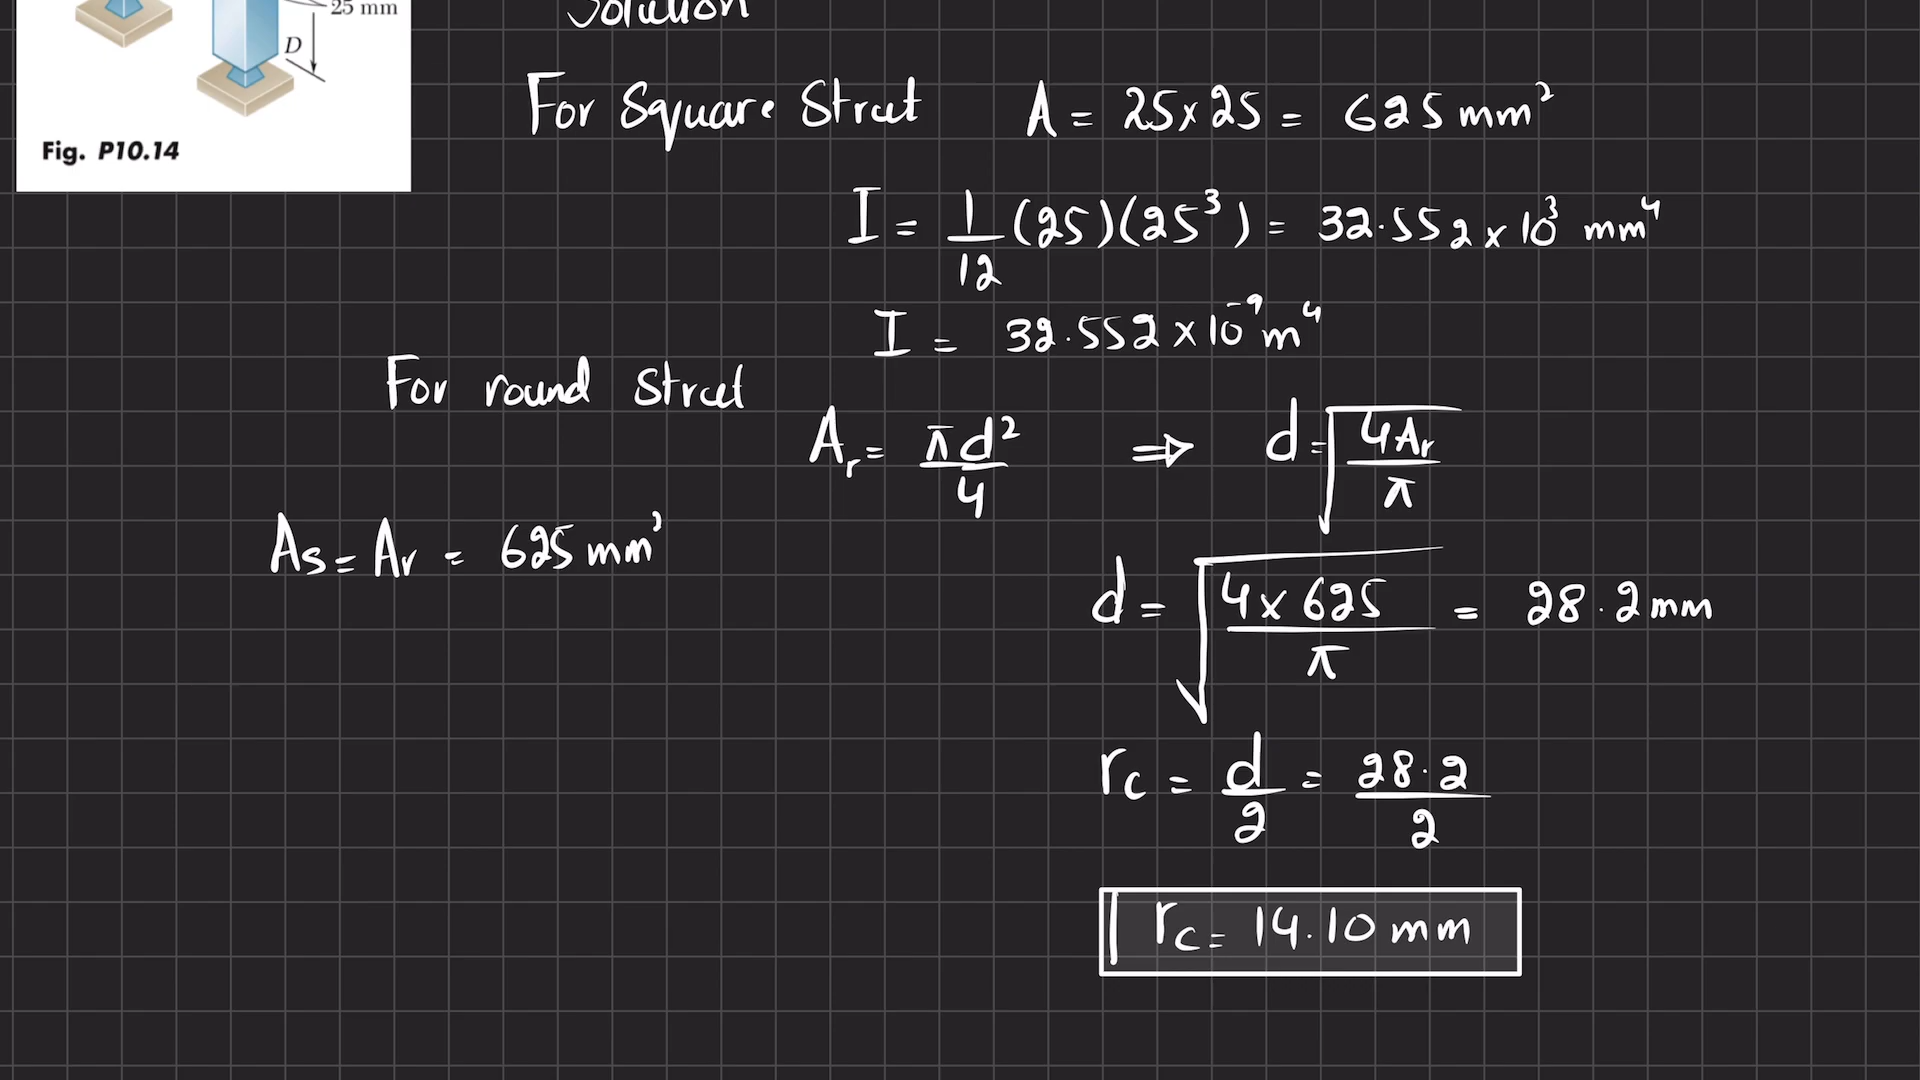 25 mm
D
Fig. P10.14
Solution
For Square Strut A = 25 x 25 = 625 mm²
I = 1/12 (25)(25³) = 32.552 x 10³ mm⁴
I = 32.552 x 10⁻⁹ m⁴
For round Strut
Ar = πd²/4 ⇒ d = √(4Ar/π)
As = Ar = 625 mm²
d = √(4 x 625/π) = 28.2 mm
rc = d/2 = 28.2/2
rc = 14.10 mm